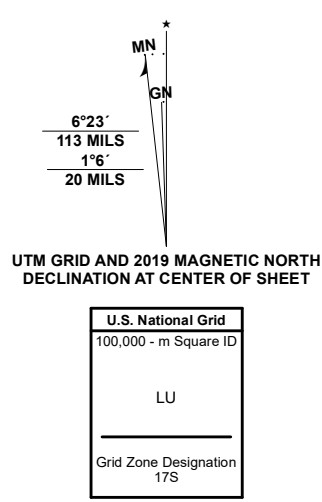 ★
MN
GN
6°23´
113 MILS
1°6´
20 MILS
UTM GRID AND 2019 MAGNETIC NORTH
DECLINATION AT CENTER OF SHEET
U.S. National Grid
100,000 - m Square ID
LU
Grid Zone Designation
17S